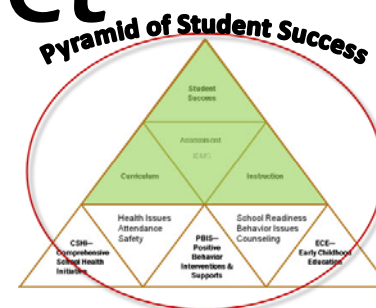 ct
Pyramid of Student Success
Student
Success
Assessment
Curriculum
Instruction
Health Issues
Attendance
Safety
School Readiness
Behavior Issues
Counseling
CSHI—
Comprehensive
School Health
Initiative
PBIS—
Positive
Behavior
Interventions &
Supports
ECE—
Early Childhood
Education